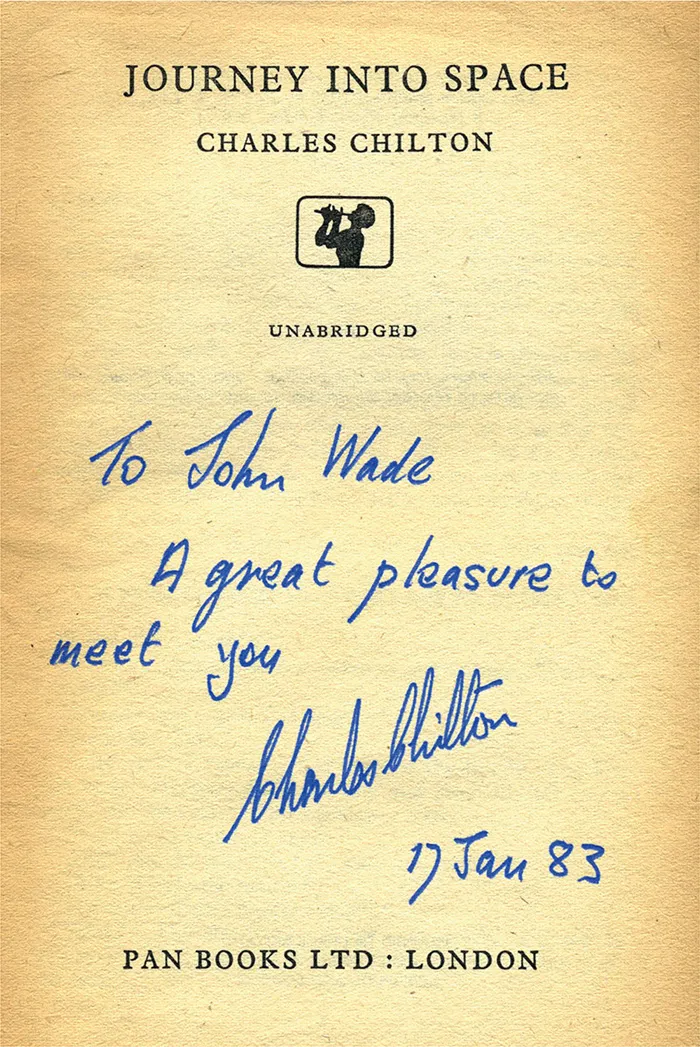 JOURNEY INTO SPACE
CHARLES CHILTON
UNABRIDGED
To John Wade
A great pleasure to
meet you
Charles Chilton
17 Jan 83
PAN BOOKS LTD : LONDON